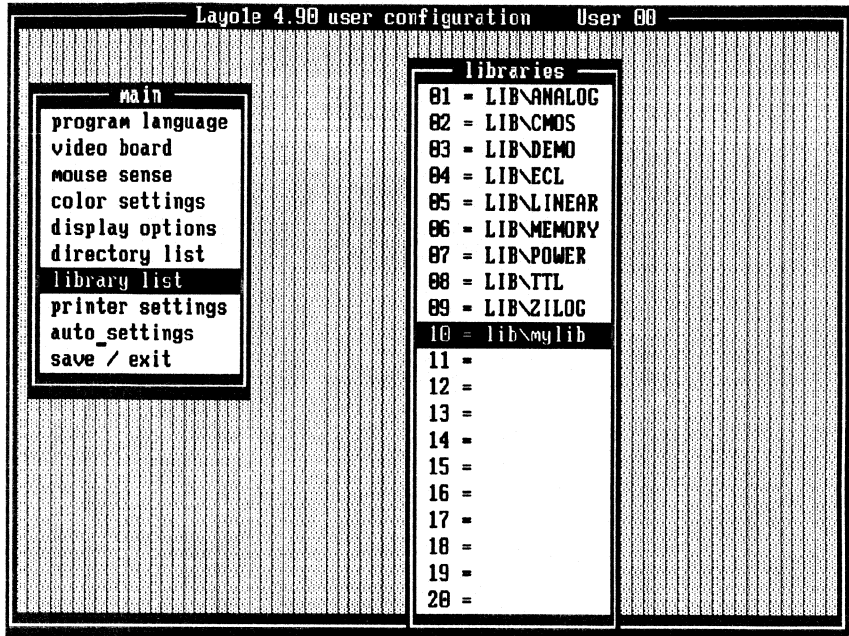 Layo1e 4.90 user configuration User 00
main
program language
video board
mouse sense
color settings
display options
directory list
library list
printer settings
auto_settings
save / exit
libraries
01 = LIB\ANALOG
02 = LIB\CMOS
03 = LIB\DEMO
04 = LIB\ECL
05 = LIB\LINEAR
06 = LIB\MEMORY
07 = LIB\POWER
08 = LIB\TTL
09 = LIB\ZILOG
10 = lib\mylib
11 =
12 =
13 =
14 =
15 =
16 =
17 =
18 =
19 =
20 =